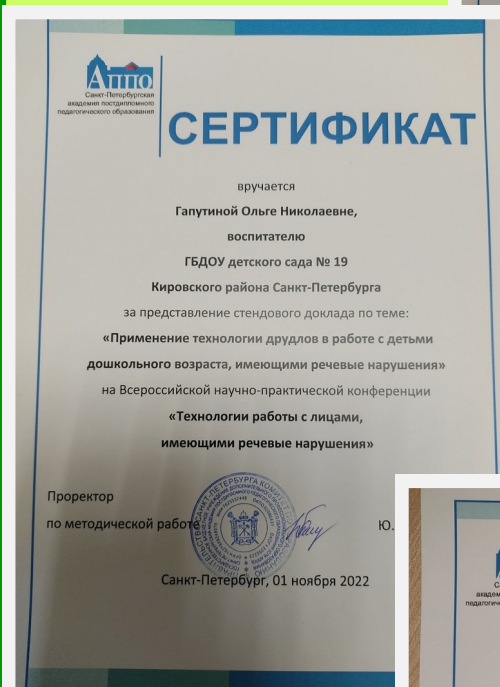 АППО
Санкт-Петербургская
академия постдипломного
педагогического образования
СЕРТИФИКАТ
вручается
Гапутиной Ольге Николаевне,
воспитателю
ГБДОУ детского сада № 19
Кировского района Санкт-Петербурга
за представление стендового доклада по теме:
«Применение технологии друдлов в работе с детьми
дошкольного возраста, имеющими речевые нарушения»
на Всероссийской научно-практической конференции
«Технологии работы с лицами,
имеющими речевые нарушения»
Проректор
по методической работе Ю.
Санкт-Петербург, 01 ноября 2022